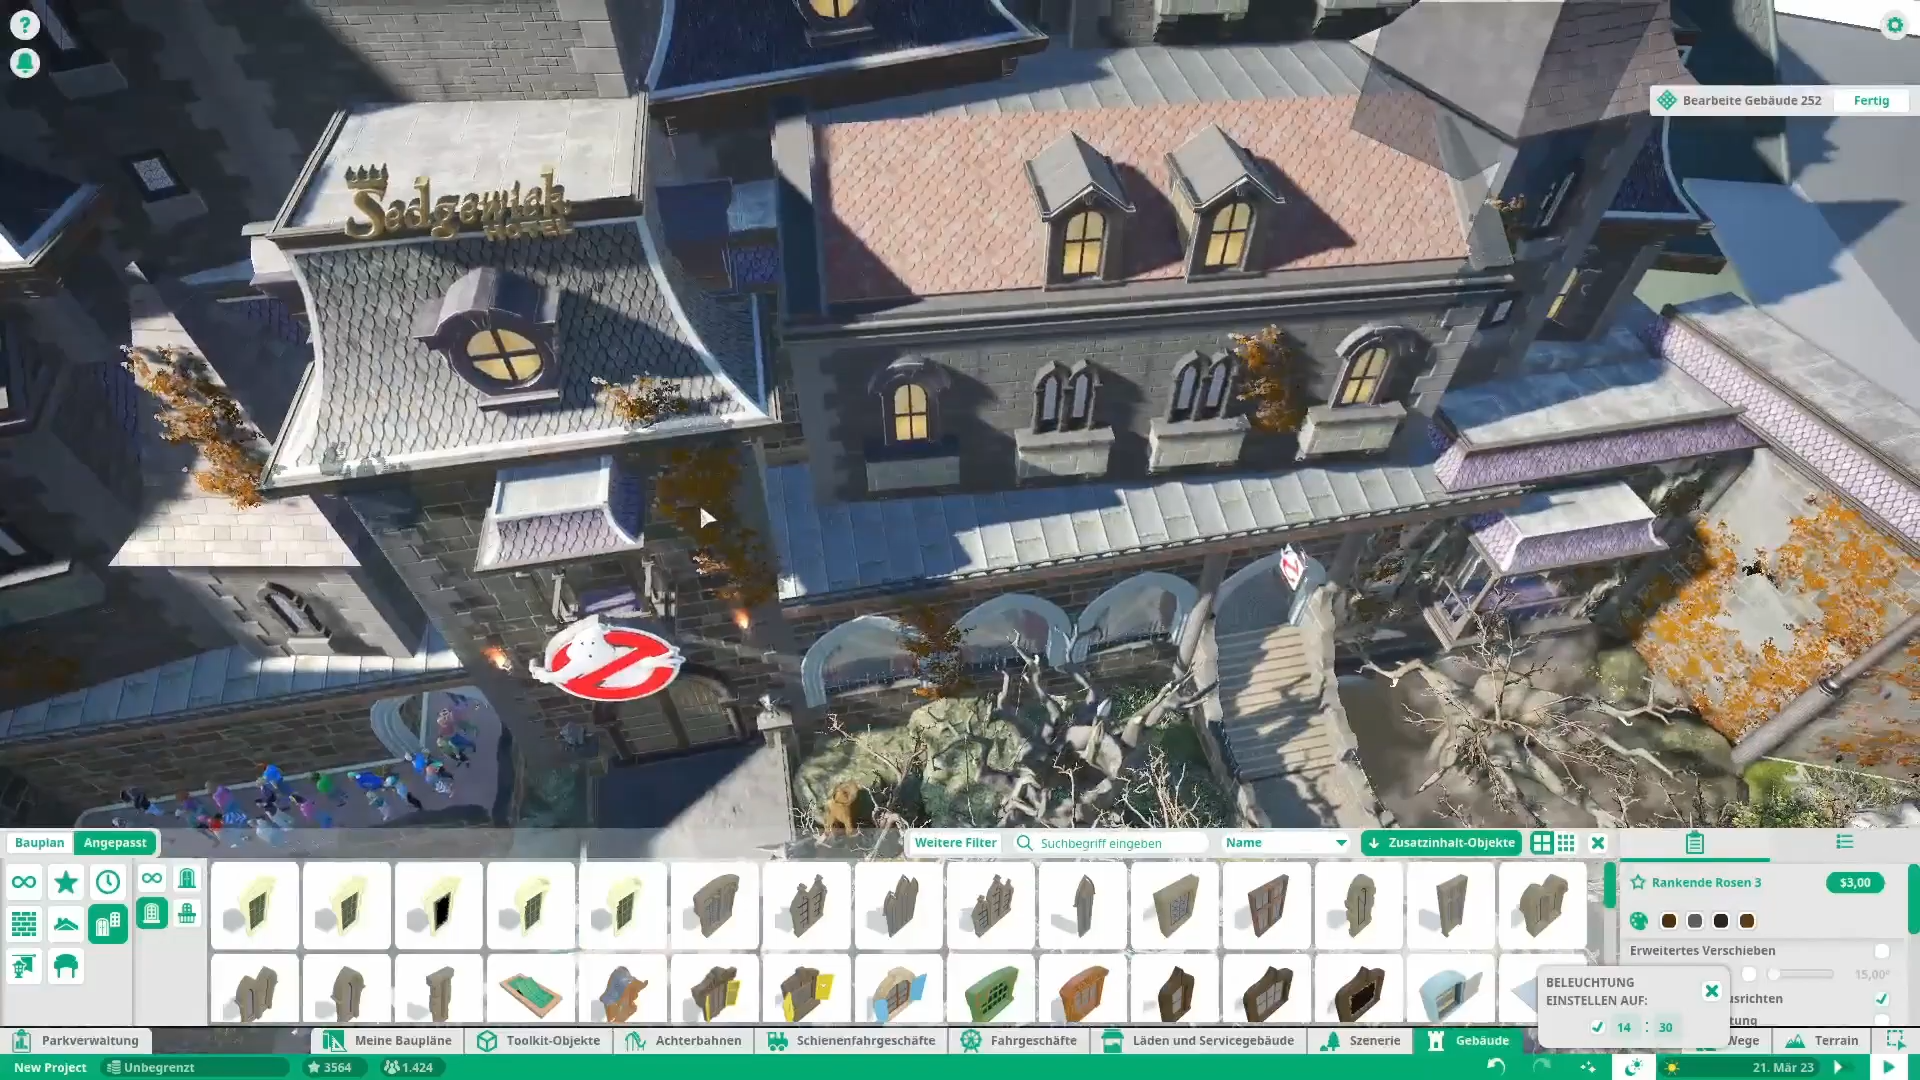 ?
Bearbeite Gebäude 252
Fertig
Sedgewick
HOTEL
Bauplan
Angepasst
Weitere Filter
Suchbegriff eingeben
Name
Zusatzinhalt-Objekte
Rankende Rosen 3
$3,00
Erweitertes Verschieben
15,00°
BELEUCHTUNG
EINSTELLEN AUF:
14 : 30
usrichten
tung
Parkverwaltung
Meine Baupläne
Toolkit-Objekte
Achterbahnen
Schienenfahrgeschäfte
Fahrgeschäfte
Läden und Servicegebäude
Szenerie
Gebäude
Wege
Terrain
New Project
Unbegrenzt
3564
1.424
21. Mär 23